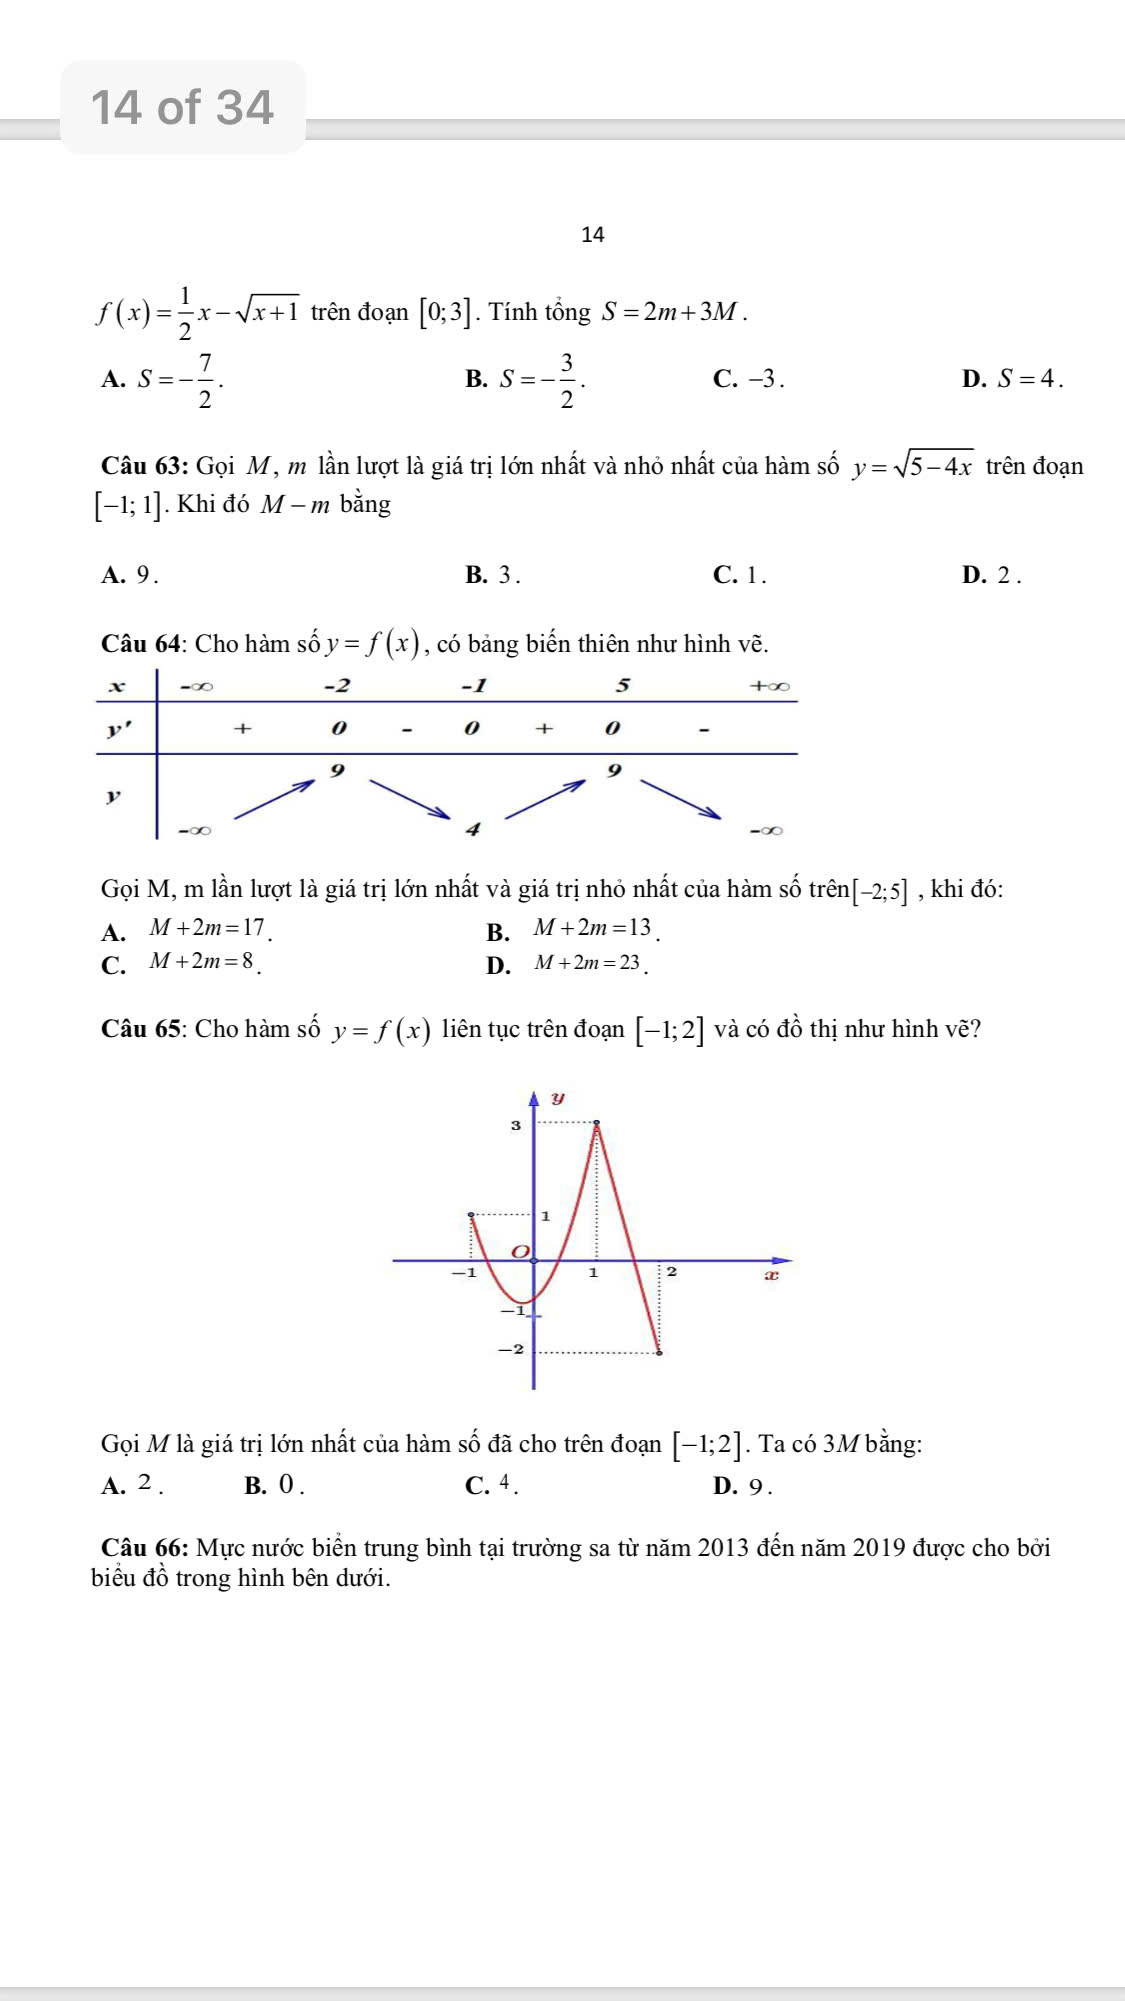 14 of 34
14
f(x) = \frac{1}{2}x - \sqrt{x+1} trên đoạn [0;3]. Tính tổng S = 2m + 3M .
A. S = -\frac{7}{2}. B. S = -\frac{3}{2}. C. -3. D. S = 4.
Câu 63: Gọi M, m lần lượt là giá trị lớn nhất và nhỏ nhất của hàm số y = \sqrt{5-4x} trên đoạn
[-1; 1]. Khi đó M - m bằng
A. 9. B. 3. C. 1. D. 2.
Câu 64: Cho hàm số y = f(x), có bảng biến thiên như hình vẽ.
x -∞ -2 -1 5 +∞
y' + 0 - 0 + 0 -
9 9
y
-∞ 4 -∞
Gọi M, m lần lượt là giá trị lớn nhất và giá trị nhỏ nhất của hàm số trên[-2;5] , khi đó:
A. M + 2m = 17. B. M + 2m = 13.
C. M + 2m = 8. D. M + 2m = 23.
Câu 65: Cho hàm số y = f(x) liên tục trên đoạn [-1;2] và có đồ thị như hình vẽ?
y
3
1
O
-1 1 2 x
-1
-2
Gọi M là giá trị lớn nhất của hàm số đã cho trên đoạn [-1;2]. Ta có 3M bằng:
A. 2. B. 0. C. 4. D. 9.
Câu 66: Mực nước biển trung bình tại trường sa từ năm 2013 đến năm 2019 được cho bởi
biểu đồ trong hình bên dưới.